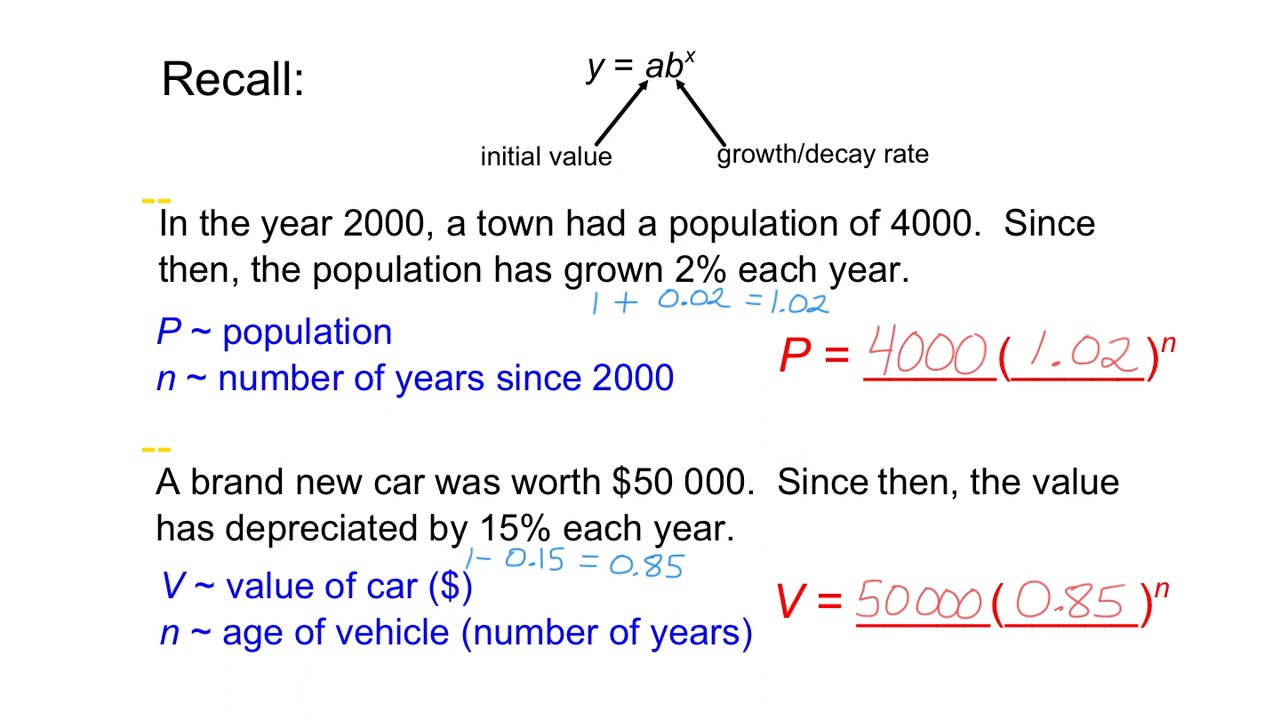 Recall:
y = abˣ
initial value
growth/decay rate
--
In the year 2000, a town had a population of 4000. Since
then, the population has grown 2% each year.
1 + 0.02 = 1.02
P ~ population
n ~ number of years since 2000
P = 4000 (1.02)ⁿ
--
A brand new car was worth $50 000. Since then, the value
has depreciated by 15% each year.
1 - 0.15 = 0.85
V ~ value of car ($)
n ~ age of vehicle (number of years)
V = 50000 (0.85)ⁿ